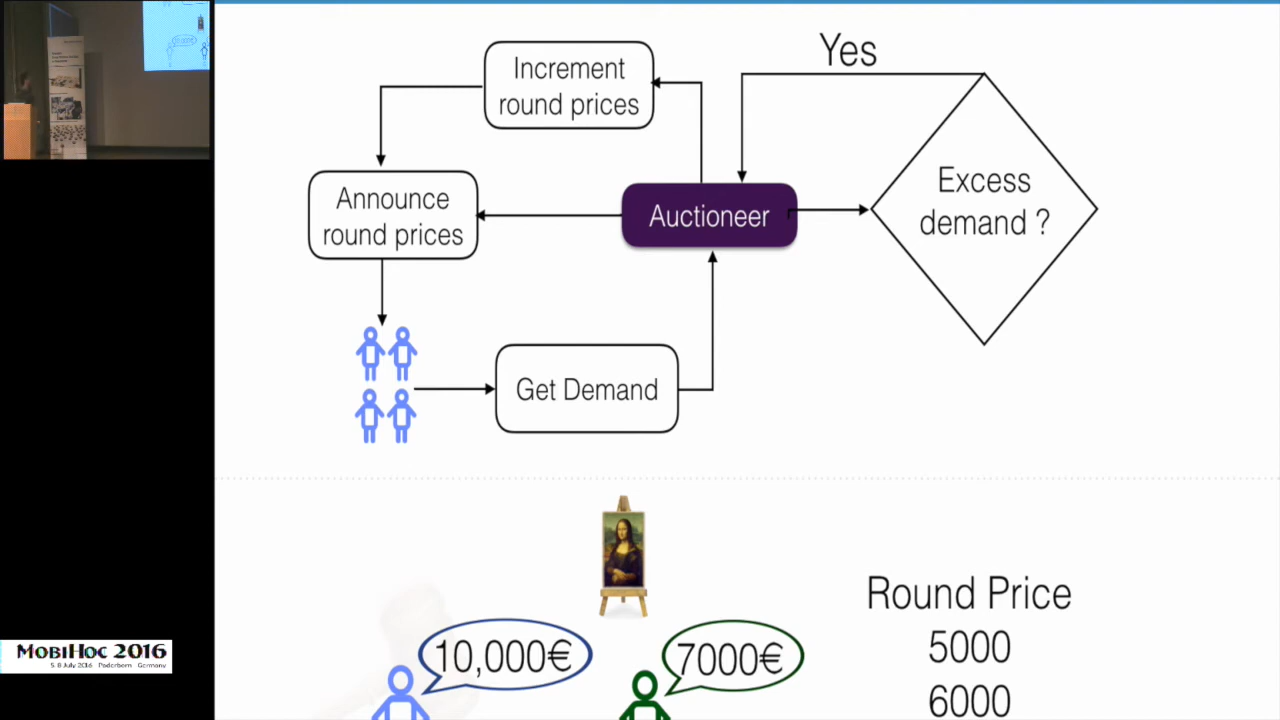 Increment
round prices
Yes
Announce
round prices
Auctioneer
Excess
demand ?
Get Demand
Round Price
5000
6000
10,000€
7000€
MobiHoc 2016
5-8 July 2016 Paderborn Germany